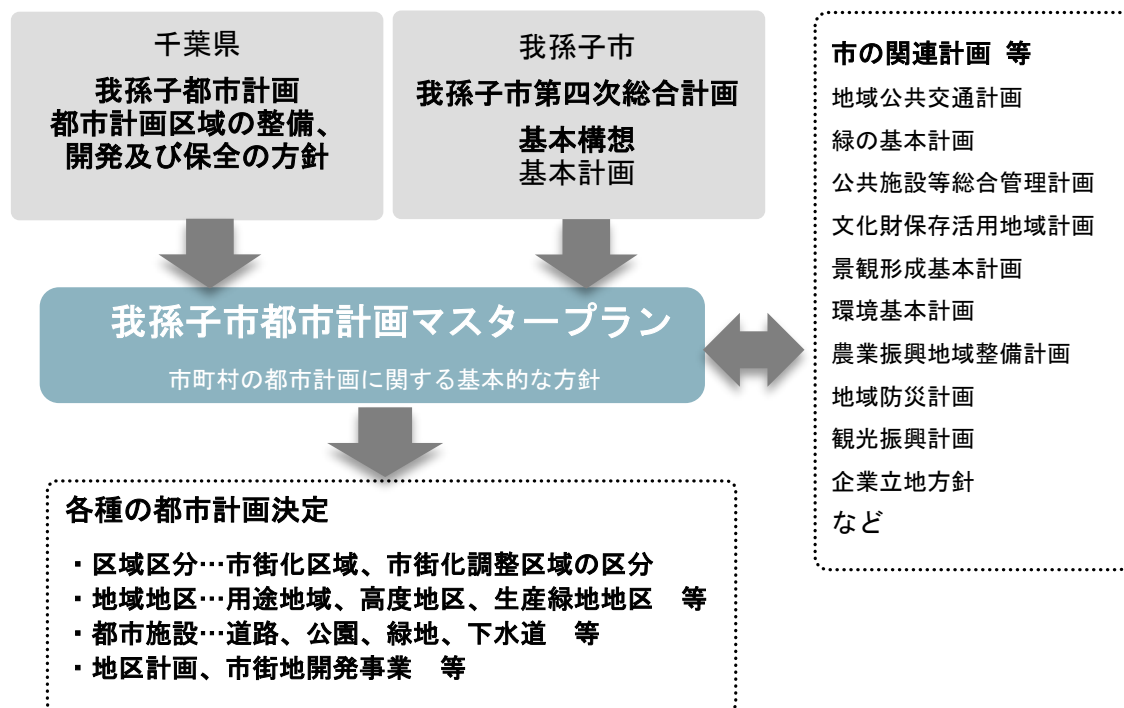 千葉県
我孫子都市計画
都市計画区域の整備、
開発及び保全の方針
我孫子市
我孫子市第四次総合計画
基本構想
基本計画
我孫子市都市計画マスタープラン
市町村の都市計画に関する基本的な方針
各種の都市計画決定
・区域区分…市街化区域、市街化調整区域の区分
・地域地区…用途地域、高度地区、生産緑地地区　等
・都市施設…道路、公園、緑地、下水道　等
・地区計画、市街地開発事業　等
市の関連計画 等
地域公共交通計画
緑の基本計画
公共施設等総合管理計画
文化財保存活用地域計画
景観形成基本計画
環境基本計画
農業振興地域整備計画
地域防災計画
観光振興計画
企業立地方針
など